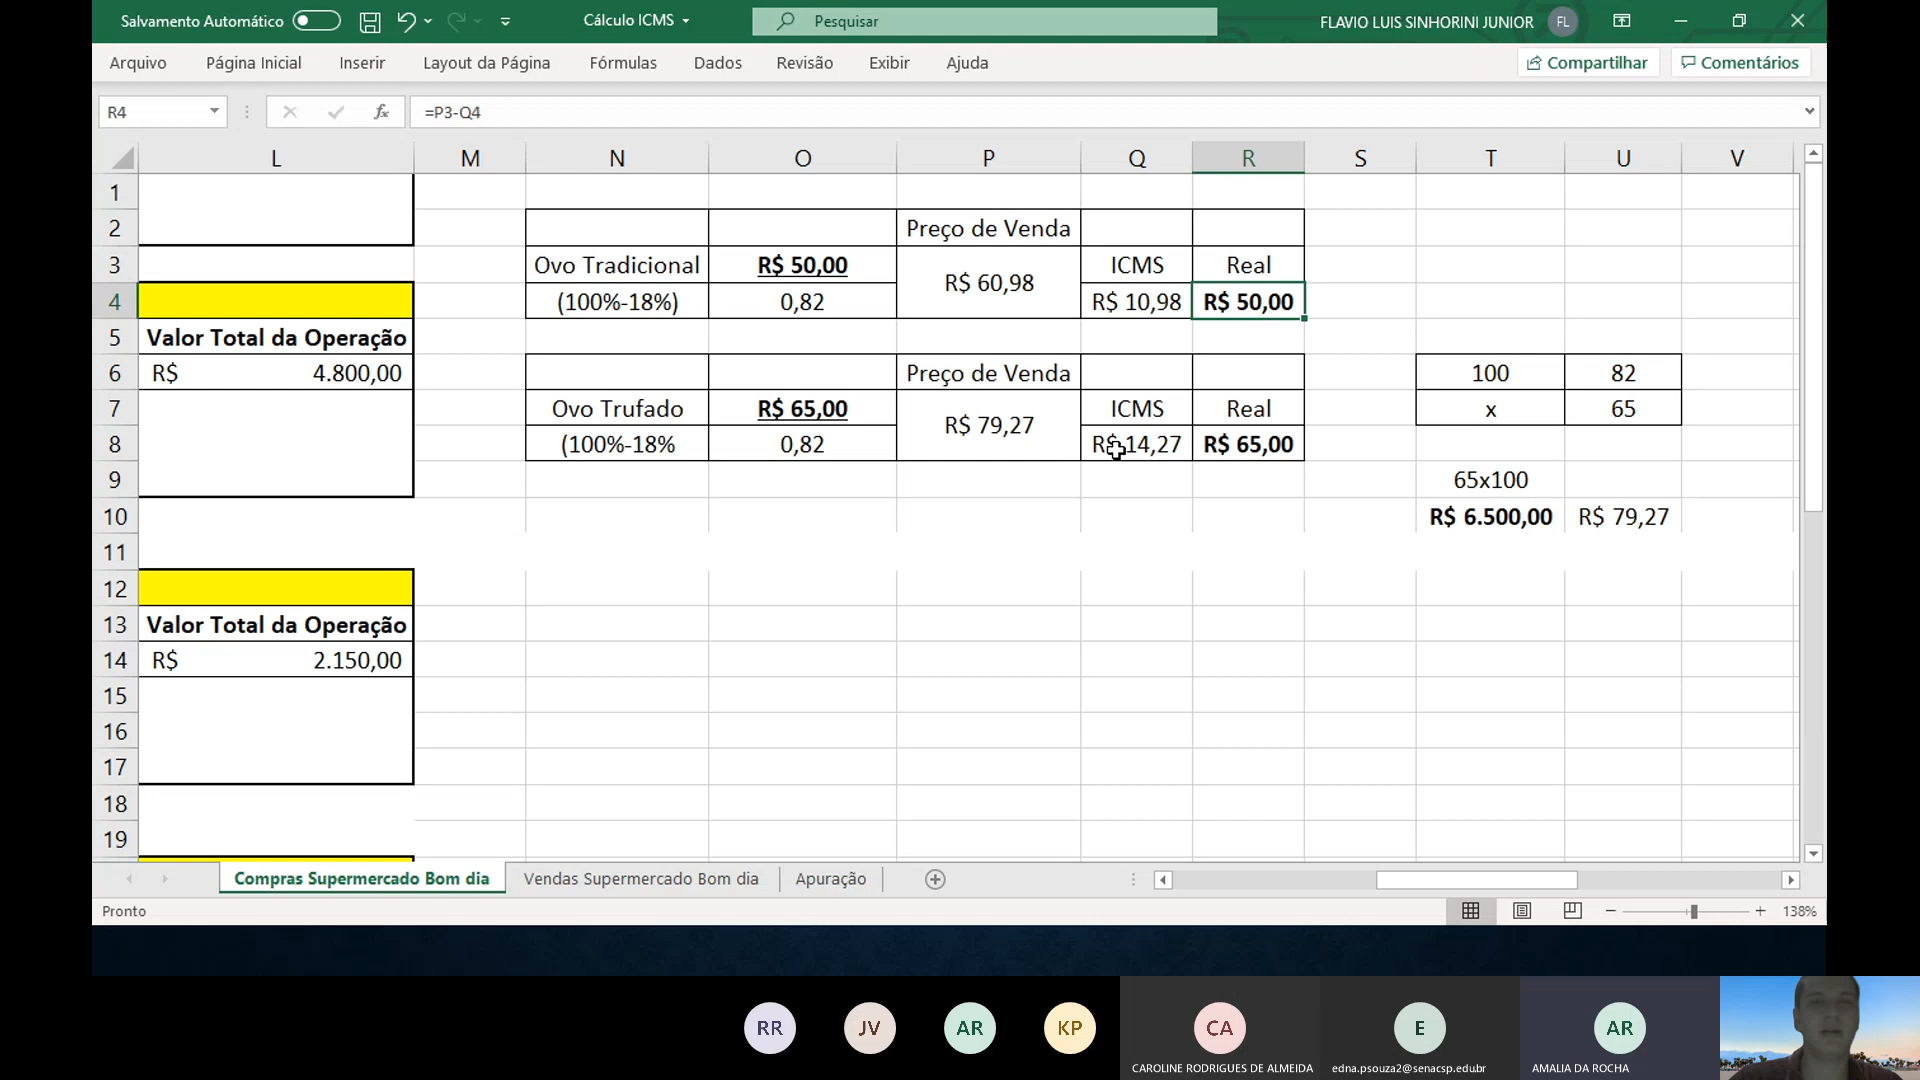 Salvamento Automático
Cálculo ICMS
Pesquisar
FLAVIO LUIS SINHORINI JUNIOR
FL
Arquivo
Página Inicial
Inserir
Layout da Página
Fórmulas
Dados
Revisão
Exibir
Ajuda
Compartilhar
Comentários
R4
fx
=P3-Q4
L M N O P Q R S T U V
1
2 Preço de Venda
3 Ovo Tradicional R$ 50,00 R$ 60,98 ICMS Real
4 (100%-18%) 0,82 R$ 10,98 R$ 50,00
5 Valor Total da Operação
6 R$ 4.800,00 Preço de Venda 100 82
7 Ovo Trufado R$ 65,00 R$ 79,27 ICMS Real x 65
8 (100%-18% 0,82 R$ 14,27 R$ 65,00
9 65x100
10 R$ 6.500,00 R$ 79,27
11
12
13 Valor Total da Operação
14 R$ 2.150,00
15
16
17
18
19
Compras Supermercado Bom dia
Vendas Supermercado Bom dia
Apuração
Pronto
138%
RR
JV
AR
KP
CA
E
AR
CAROLINE RODRIGUES DE ALMEIDA
edna.psouza2@senacsp.edu.br
AMALIA DA ROCHA